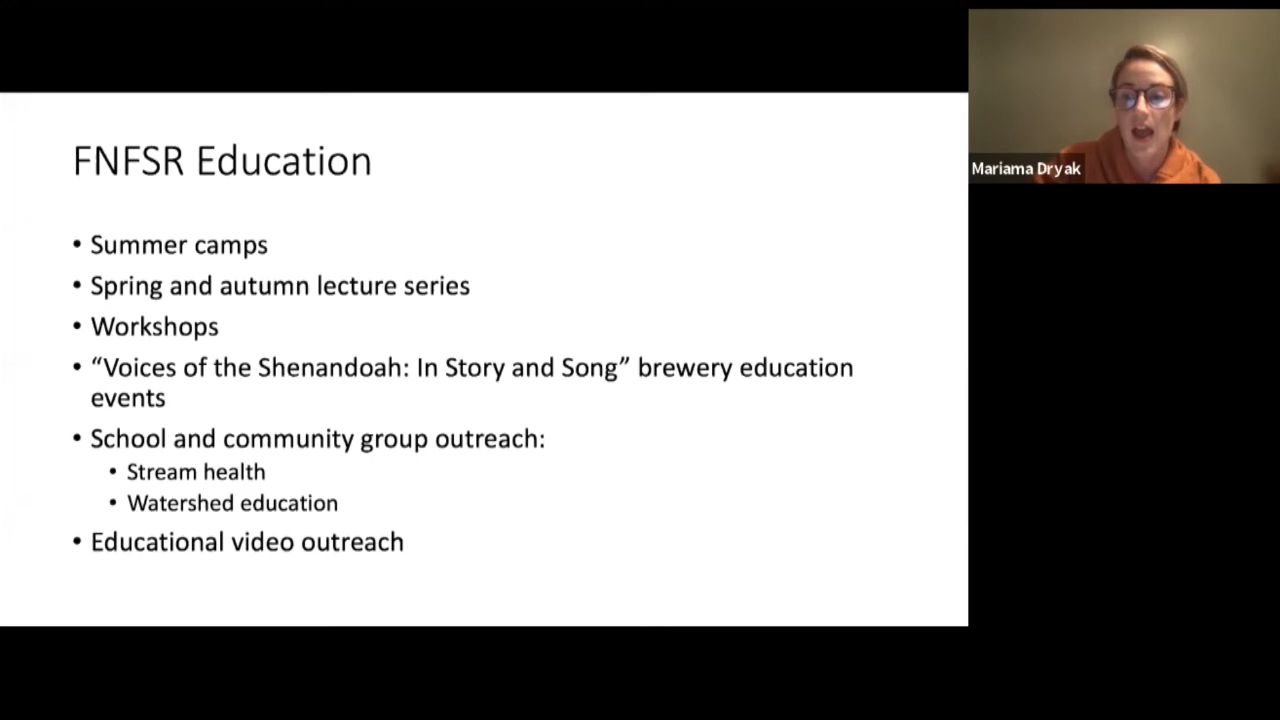 FNFSR Education
• Summer camps
• Spring and autumn lecture series
• Workshops
• “Voices of the Shenandoah: In Story and Song” brewery education
events
• School and community group outreach:
• Stream health
• Watershed education
• Educational video outreach
Mariama Dryak